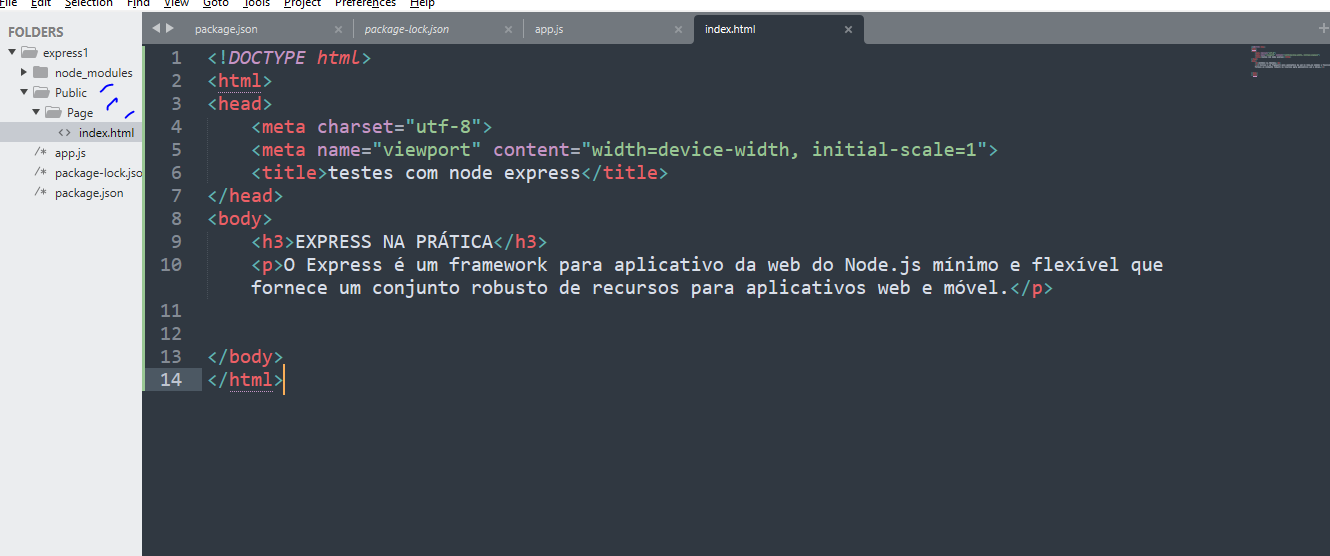 File Edit Selection Find View Goto Tools Project Preferences Help
FOLDERS
express1
node_modules
Public
Page
<> index.html
/* app.js
/* package-lock.jso
/* package.json
package.json × package-lock.json × app.js × index.html × +
1 <!DOCTYPE html>
2 <html>
3 <head>
4 <meta charset="utf-8">
5 <meta name="viewport" content="width=device-width, initial-scale=1">
6 <title>testes com node express</title>
7 </head>
8 <body>
9 <h3>EXPRESS NA PRÁTICA</h3>
10 <p>O Express é um framework para aplicativo da web do Node.js mínimo e flexível que
fornece um conjunto robusto de recursos para aplicativos web e móvel.</p>
11
12
13 </body>
14 </html>